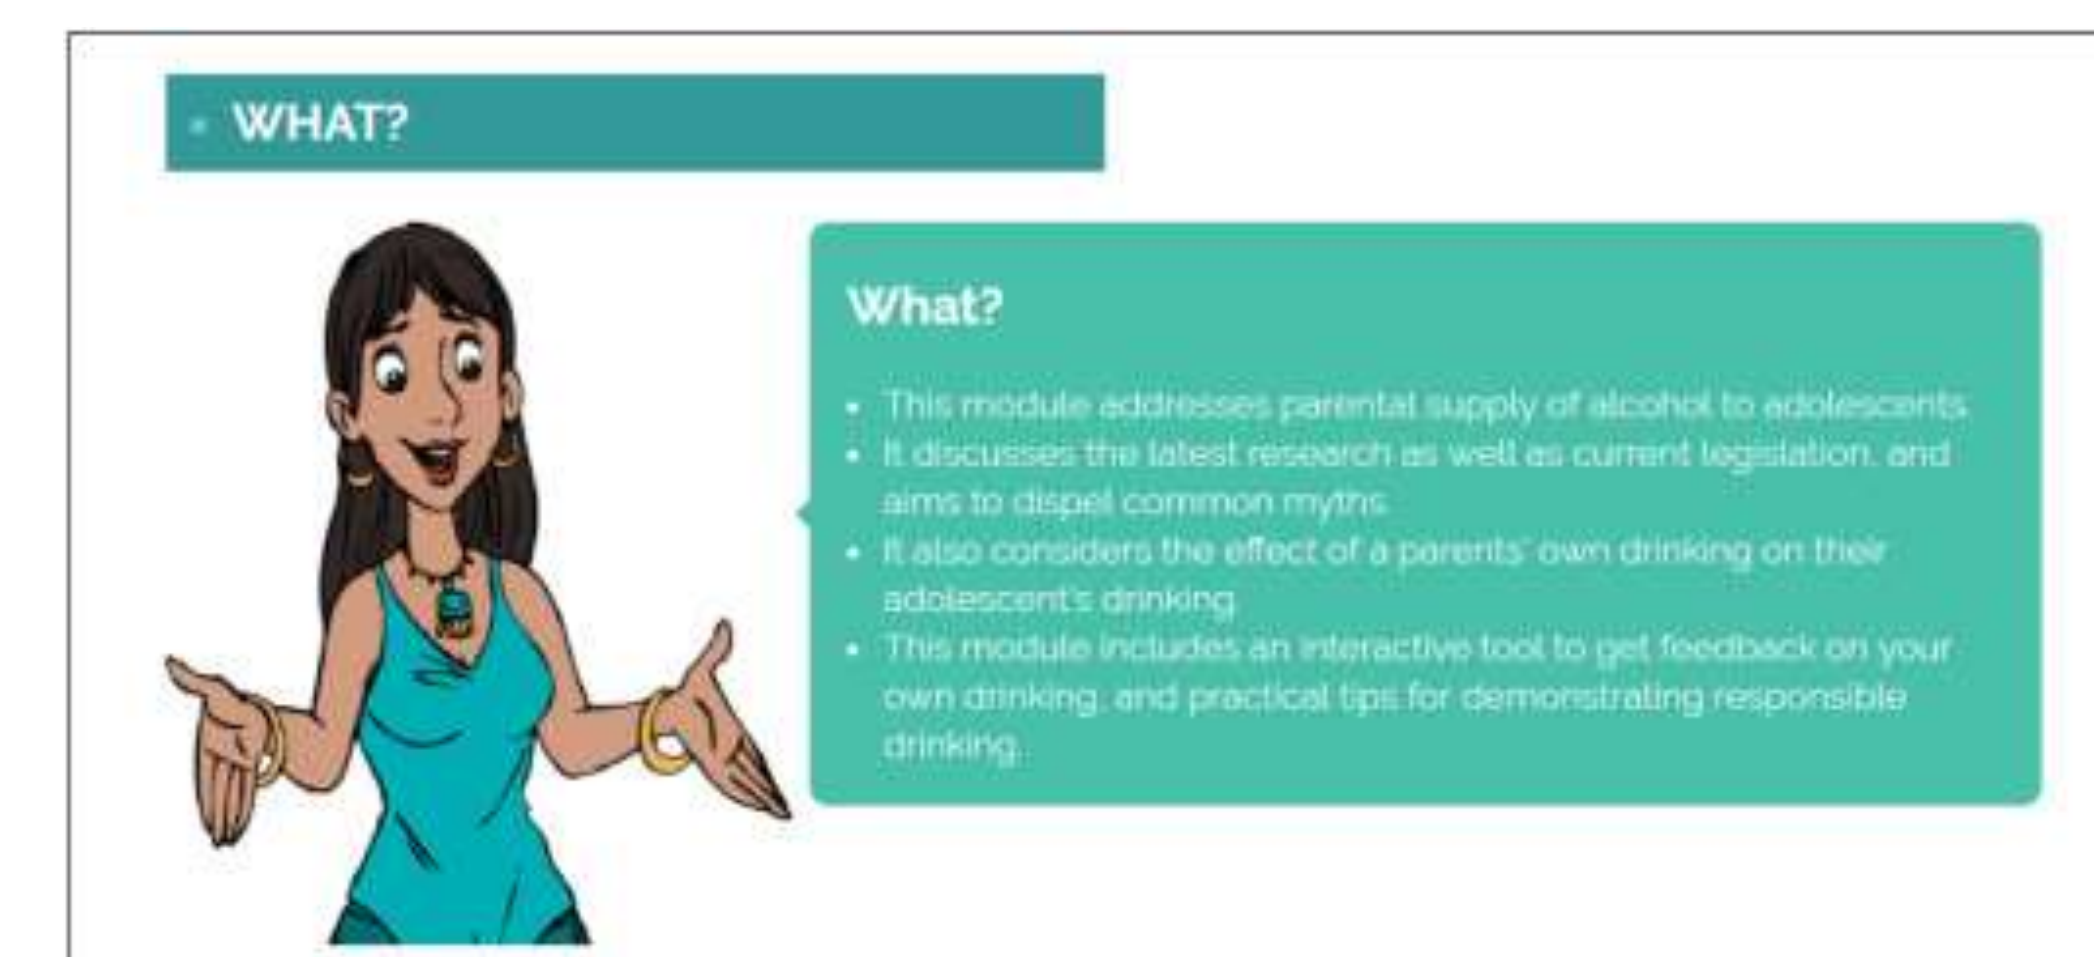 WHAT?
What?
• This module addresses parental supply of alcohol to adolescents
• It discusses the latest research as well as current legislation, and
aims to dispel common myths.
• It also considers the effect of a parents' own drinking on their
adolescent's drinking.
• This module includes an interactive tool to get feedback on your
own drinking, and practical tips for demonstrating responsible
drinking.